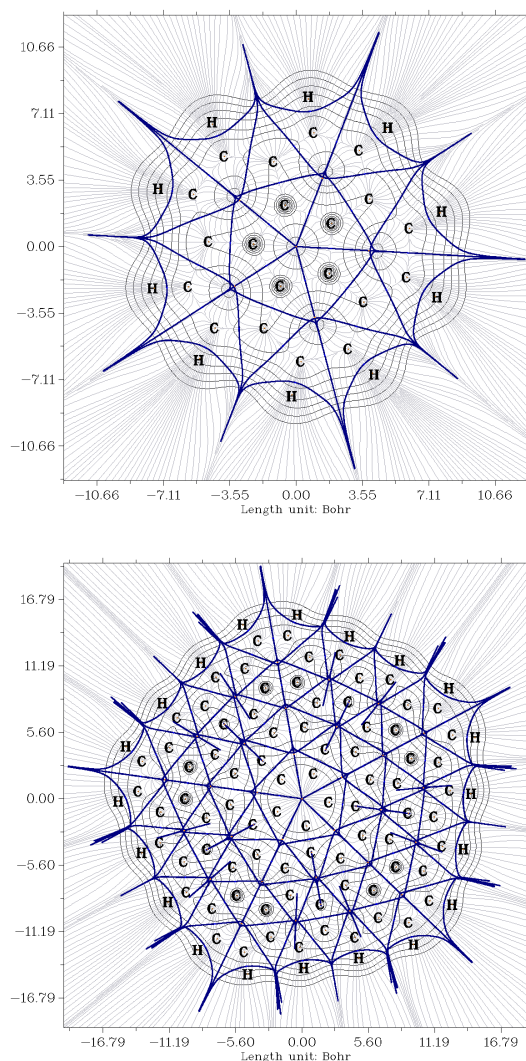 10.66
H
7.11 H H
C
C C
3.55 H C C
C H
C C
0.00 C C
C C
H C C H
C
−3.55
C C
C
H C
−7.11 H
H
−10.66
−10.66 −7.11 −3.55 0.00 3.55 7.11 10.66
Length unit: Bohr
16.79
H C C H
C C H
11.19 H C C
C C C C H
C C C C
5.60 C C C C H
H C C C C
0.00 H C C C C C H
C C C C C
−5.60 H C C C C C H
C C C C C
H C C C C H
−11.19 C C C C
H C C C H
−16.79 H H
−16.79 −11.19 −5.60 0.00 5.60 11.19 16.79
Length unit: Bohr